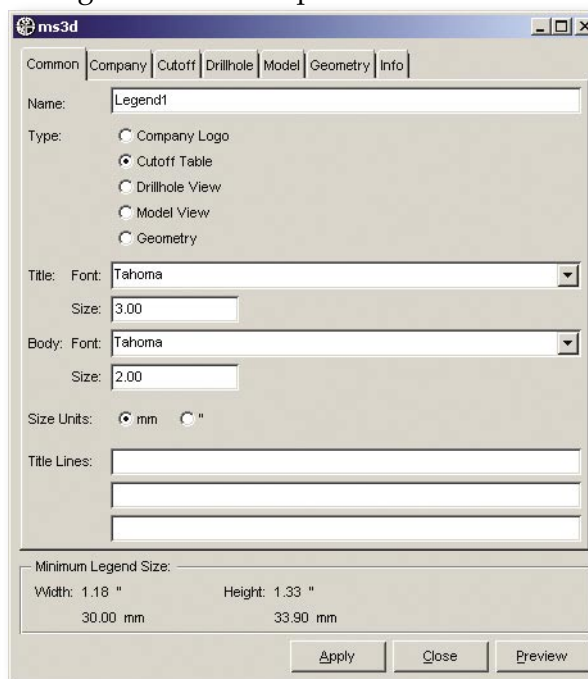 ms3d
Common Company Cutoff Drillhole Model Geometry Info
Name: Legend1
Type: Company Logo
Cutoff Table
Drillhole View
Model View
Geometry
Title: Font: Tahoma
Size: 3.00
Body: Font: Tahoma
Size: 2.00
Size Units: mm "
Title Lines:
Minimum Legend Size:
Width: 1.18 " Height: 1.33 "
30.00 mm 33.90 mm
Apply Close Preview